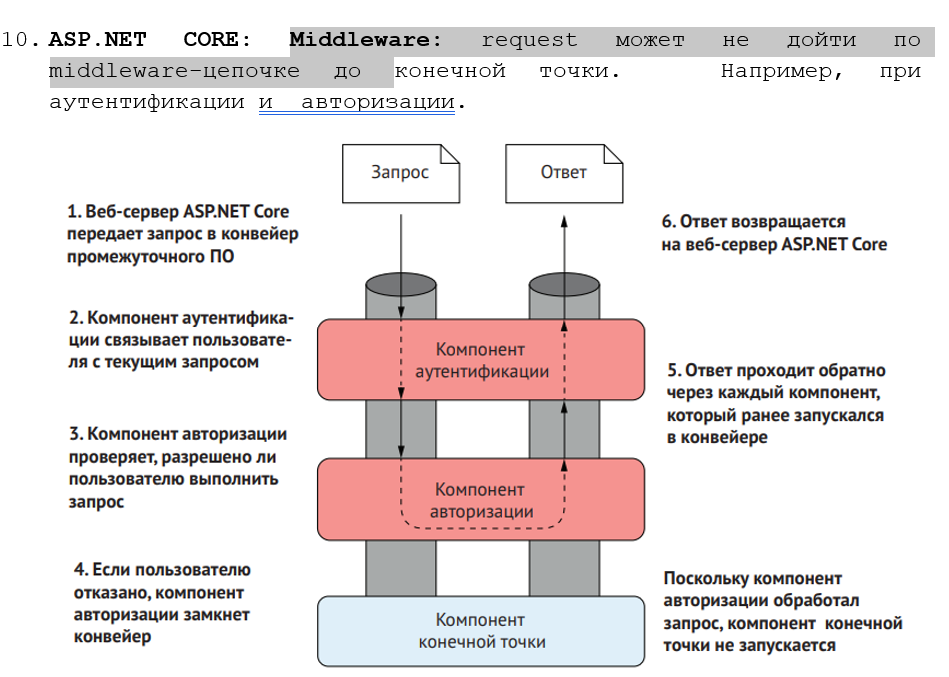 10. ASP.NET CORE: Middleware: request может не дойти по
middleware-цепочке до конечной точки. Например, при
аутентификации и авторизации.
Запрос
Ответ
1. Веб-сервер ASP.NET Core
передает запрос в конвейер
промежуточного ПО
6. Ответ возвращается
на веб-сервер ASP.NET Core
2. Компонент аутентифика-
ции связывает пользовате-
ля с текущим запросом
Компонент
аутентификации
5. Ответ проходит обратно
через каждый компонент,
который ранее запускался
в конвейере
3. Компонент авторизации
проверяет, разрешено ли
пользователю выполнить
запрос
Компонент
авторизации
4. Если пользователю
отказано, компонент
авторизации замкнет
конвейер
Компонент
конечной точки
Поскольку компонент
авторизации обработал
запрос, компонент конечной
точки не запускается